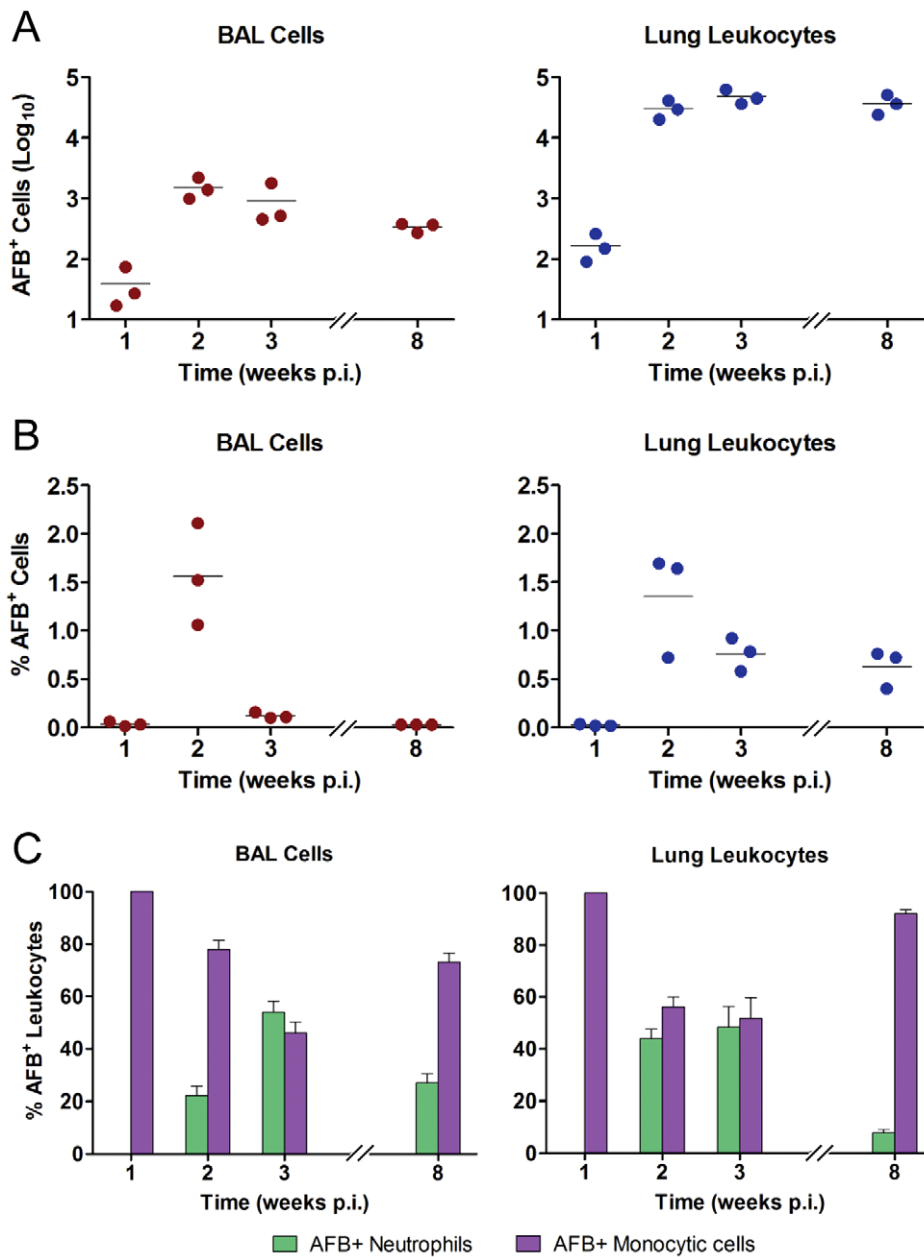 A
BAL Cells
Lung Leukocytes
AFB⁺ Cells (Log₁₀)
5
4
3
2
1
1 2 3 8
Time (weeks p.i.)
5
4
3
2
1
1 2 3 8
Time (weeks p.i.)
B
BAL Cells
Lung Leukocytes
% AFB⁺ Cells
2.5
2.0
1.5
1.0
0.5
0.0
1 2 3 8
Time (weeks p.i.)
2.5
2.0
1.5
1.0
0.5
0.0
1 2 3 8
Time (weeks p.i.)
C
BAL Cells
Lung Leukocytes
% AFB⁺ Leukocytes
100
80
60
40
20
0
1 2 3 8
Time (weeks p.i.)
100
80
60
40
20
0
1 2 3 8
Time (weeks p.i.)
AFB+ Neutrophils
AFB+ Monocytic cells